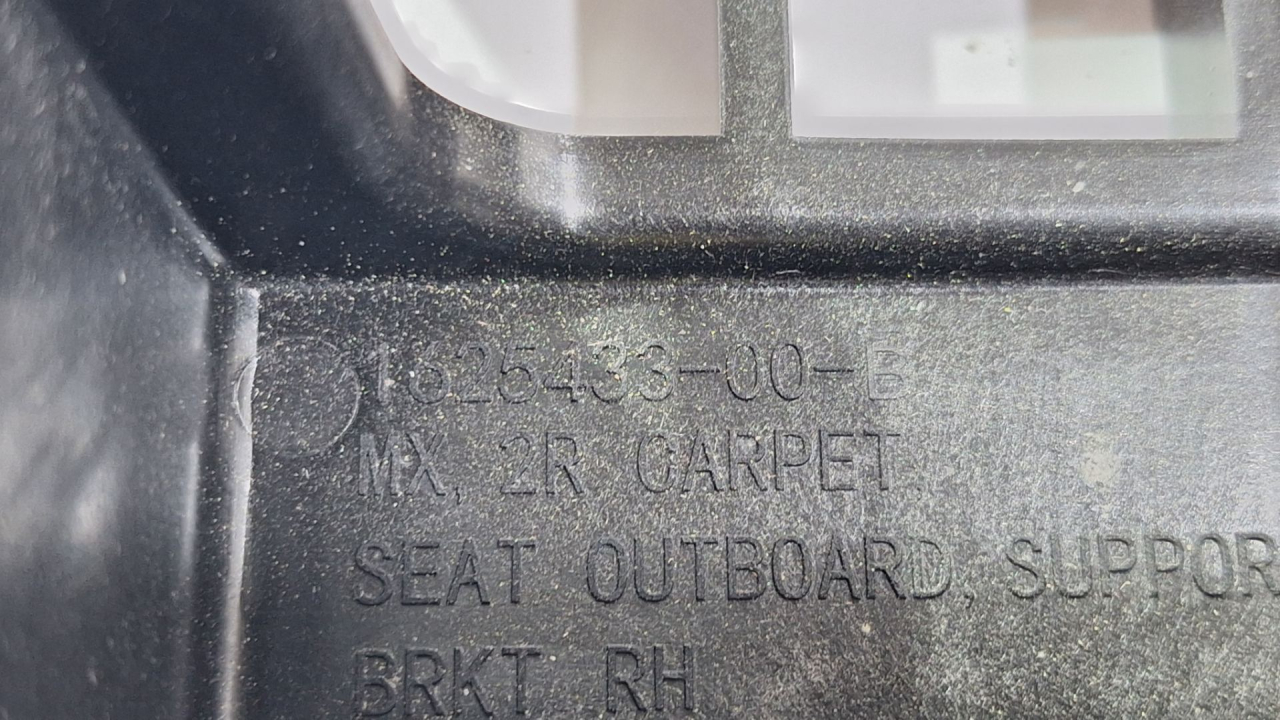 1625433-00-B
MX, 2R CARPET,
SEAT OUTBOARD, SUPPOR
BRKT RH